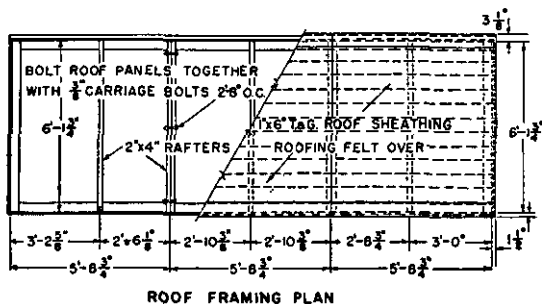 3 1/8"
BOLT ROOF PANELS TOGETHER
WITH 3/8" CARRIAGE BOLTS 2'8" O.C.
6'-1 3/4"
1"x6" T.&G. ROOF SHEATHING
2"x4" RAFTERS
ROOFING FELT OVER
6'-1 3/4"
3'-2 5/8" 2'-6 1/8" 2'-10 3/8" 2'-10 3/8" 2'-8 3/4" 3'-0" 1 1/4"
5'-8 3/4" 5'-8 3/4" 5'-8 3/4"
ROOF FRAMING PLAN